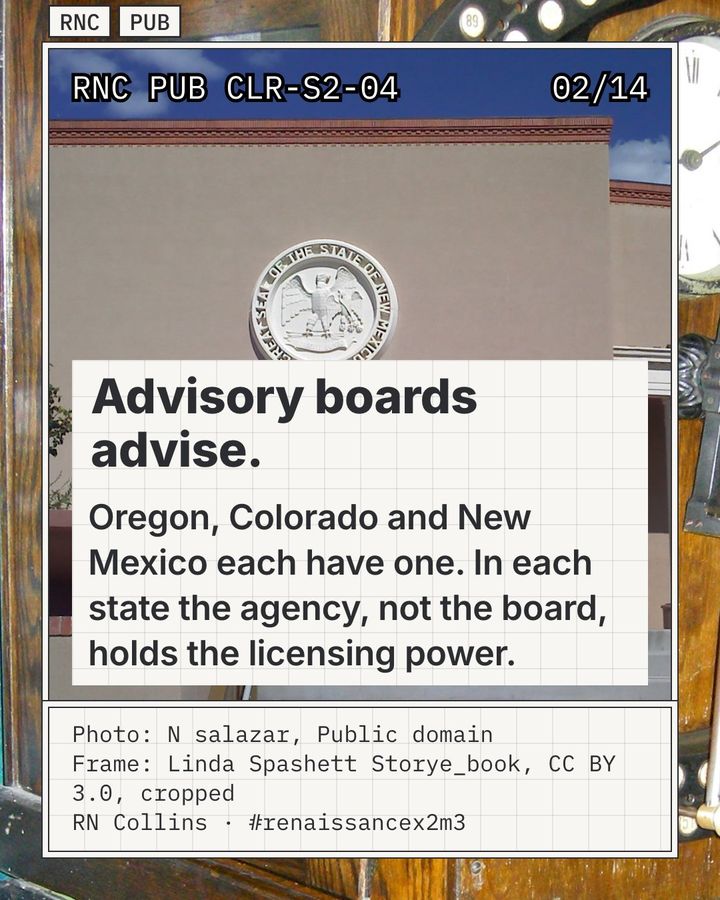 RNC PUB
89
RNC PUB CLR-S2-04 02/14
GREAT SEAL OF THE STATE OF NEW MEXICO
Advisory boards
advise.
Oregon, Colorado and New
Mexico each have one. In each
state the agency, not the board,
holds the licensing power.
Photo: N salazar, Public domain
Frame: Linda Spashett Storye_book, CC BY
3.0, cropped
RN Collins · #renaissancex2m3